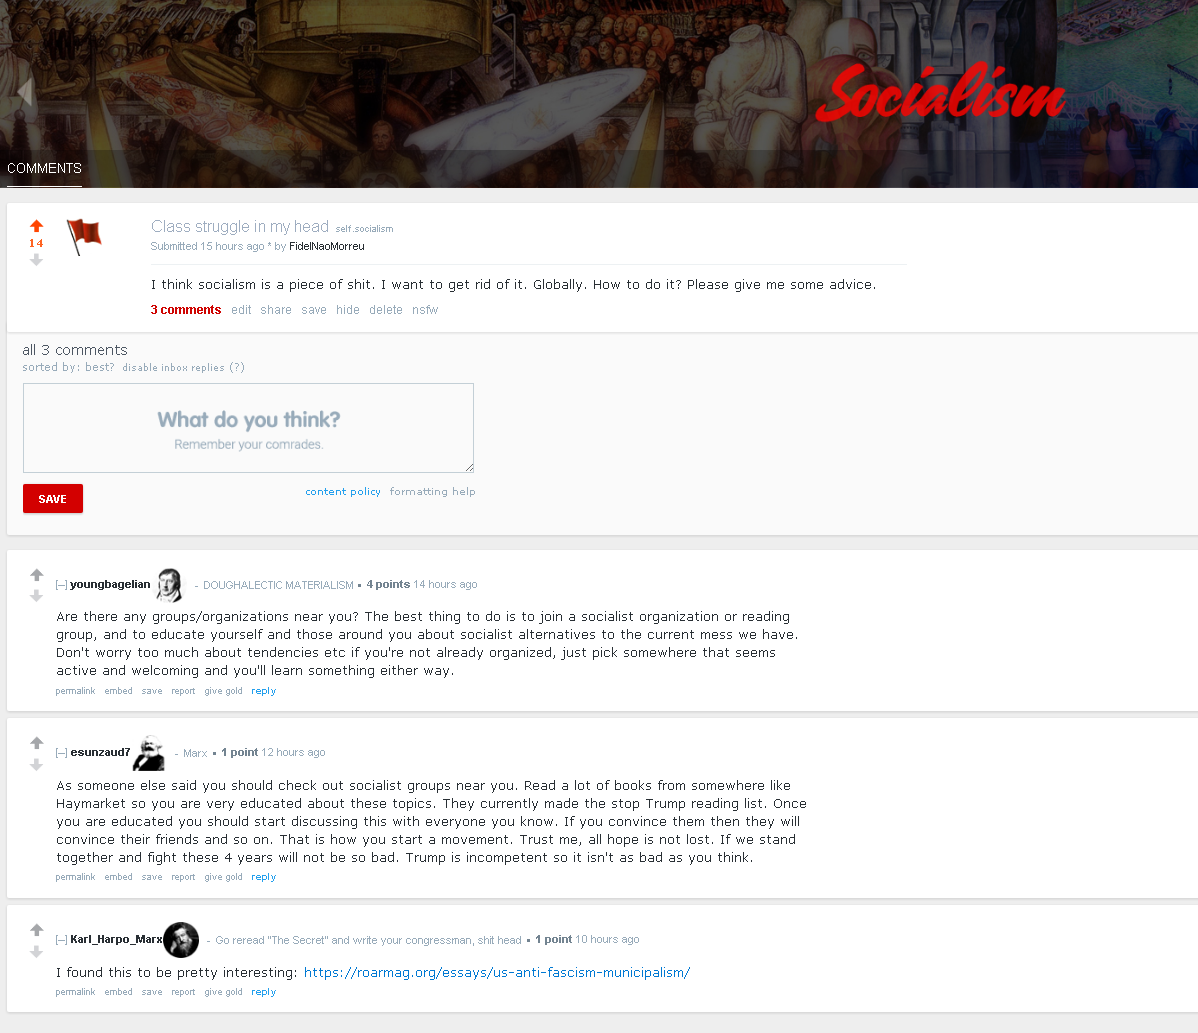 Socialism
COMMENTS
Class struggle in my head self.socialism
14
Submitted 15 hours ago * by FidelNaoMorreu
I think socialism is a piece of shit. I want to get rid of it. Globally. How to do it? Please give me some advice.
3 comments edit share save hide delete nsfw
all 3 comments
sorted by: best? disable inbox replies (?)
What do you think?
Remember your comrades.
SAVE
content policy formatting help
[–] youngbagelian - DOUGHALECTIC MATERIALISM • 4 points 14 hours ago
Are there any groups/organizations near you? The best thing to do is to join a socialist organization or reading
group, and to educate yourself and those around you about socialist alternatives to the current mess we have.
Don't worry too much about tendencies etc if you're not already organized, just pick somewhere that seems
active and welcoming and you'll learn something either way.
permalink embed save report give gold reply
[–] esunzaud7 - Marx • 1 point 12 hours ago
As someone else said you should check out socialist groups near you. Read a lot of books from somewhere like
Haymarket so you are very educated about these topics. They currently made the stop Trump reading list. Once
you are educated you should start discussing this with everyone you know. If you convince them then they will
convince their friends and so on. That is how you start a movement. Trust me, all hope is not lost. If we stand
together and fight these 4 years will not be so bad. Trump is incompetent so it isn't as bad as you think.
permalink embed save report give gold reply
[–] Karl_Harpo_Marx - Go reread "The Secret" and write your congressman, shit head • 1 point 10 hours ago
I found this to be pretty interesting: https://roarmag.org/essays/us-anti-fascism-municipalism/
permalink embed save report give gold reply